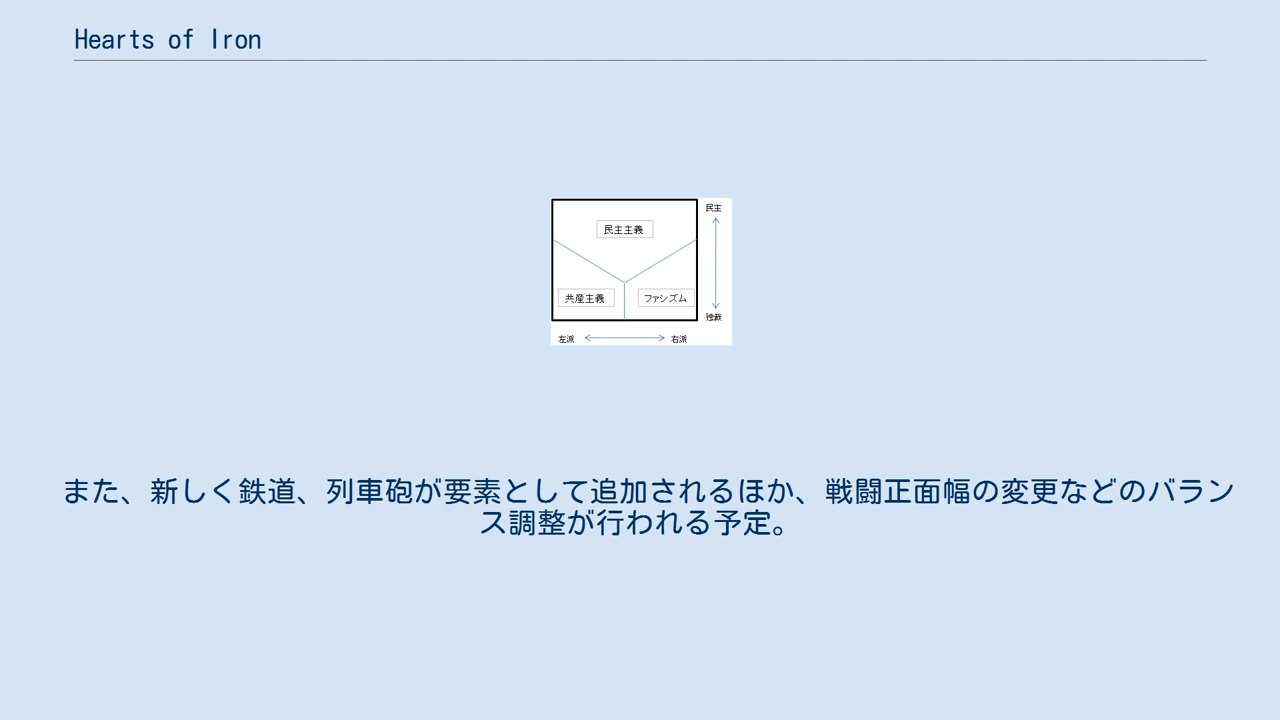 Hearts of Iron
民主
民主主義
共産主義
ファシズム
独裁
左派
右派
また、新しく鉄道、列車砲が要素として追加されるほか、戦闘正面幅の変更などのバラン
ス調整が行われる予定。